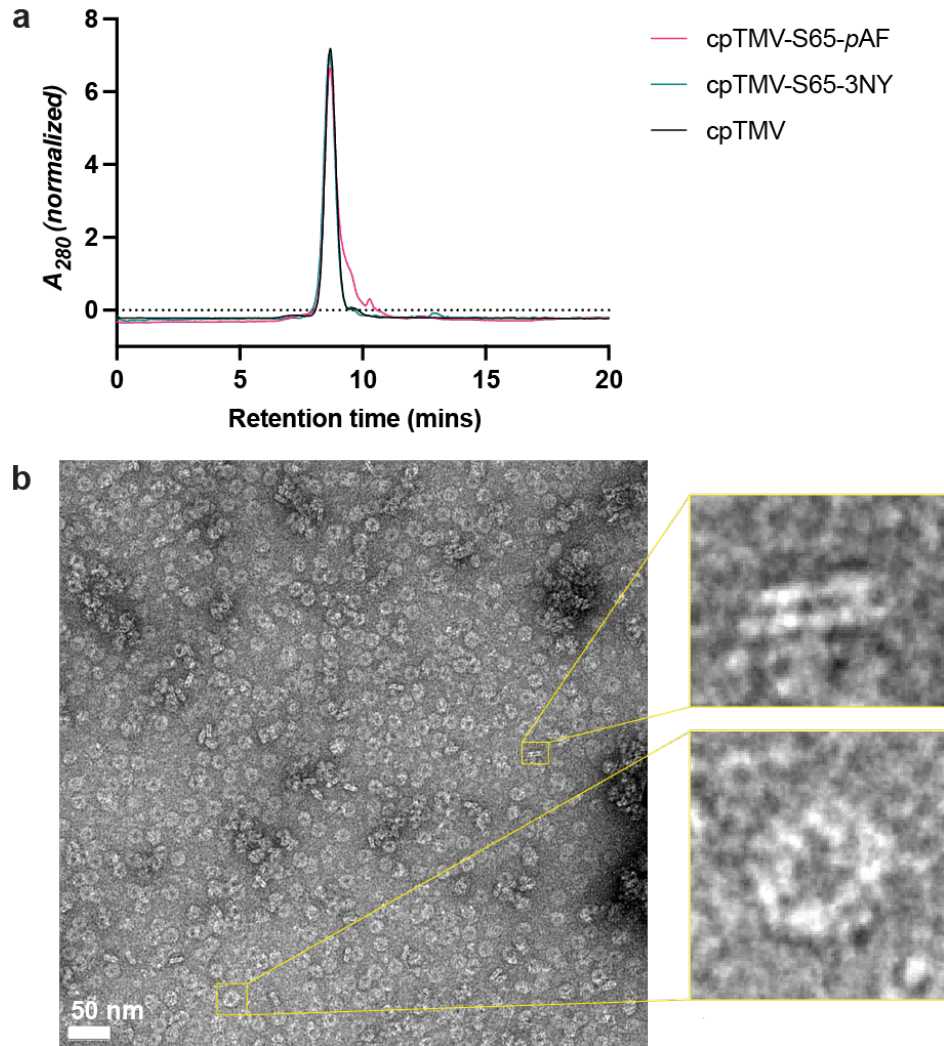 a
8
6
4
2
0
A280 (normalized)
0 5 10 15 20
Retention time (mins)
cpTMV-S65-pAF
cpTMV-S65-3NY
cpTMV
b
50 nm